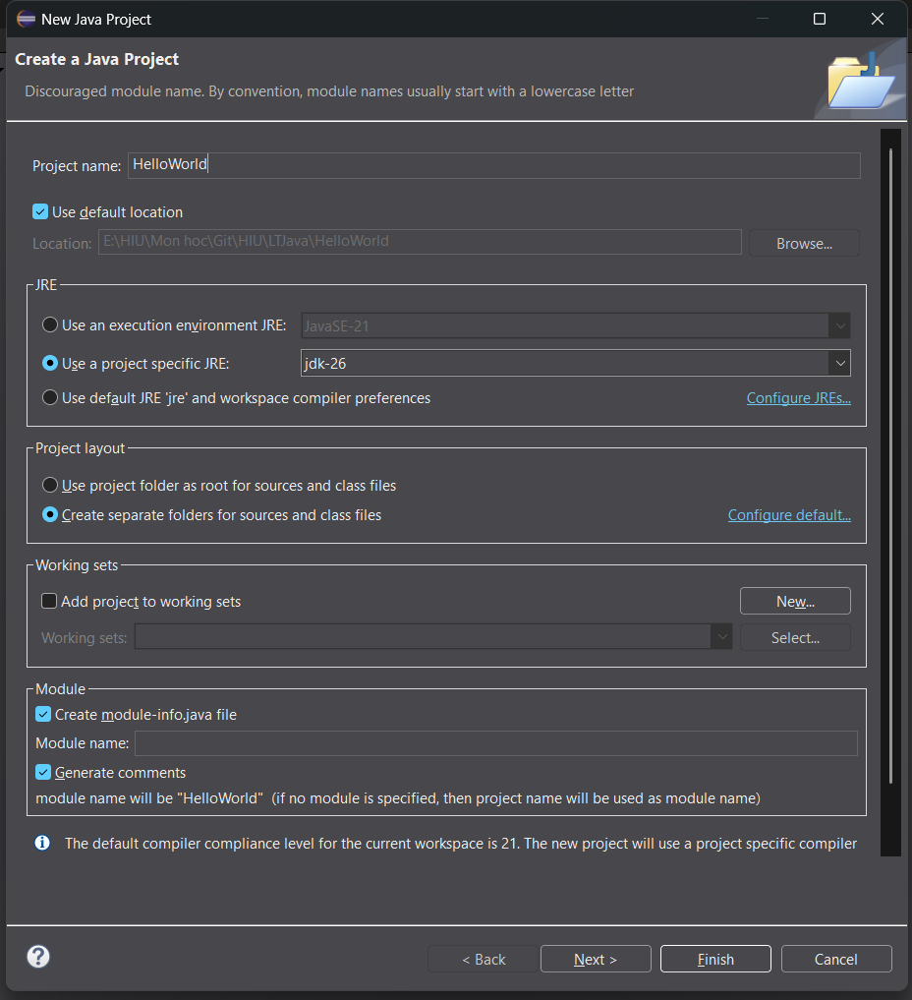 New Java Project
Create a Java Project
Discouraged module name. By convention, module names usually start with a lowercase letter
Project name: HelloWorld
Use default location
Location: E:\HIU\Mon hoc\Git\HIU\LTJava\HelloWorld Browse...
JRE
Use an execution environment JRE: JavaSE-21
Use a project specific JRE: jdk-26
Use default JRE 'jre' and workspace compiler preferences Configure JREs...
Project layout
Use project folder as root for sources and class files
Create separate folders for sources and class files Configure default...
Working sets
Add project to working sets New...
Working sets: Select...
Module
Create module-info.java file
Module name:
Generate comments
module name will be "HelloWorld" (if no module is specified, then project name will be used as module name)
The default compiler compliance level for the current workspace is 21. The new project will use a project specific compiler
< Back Next > Finish Cancel